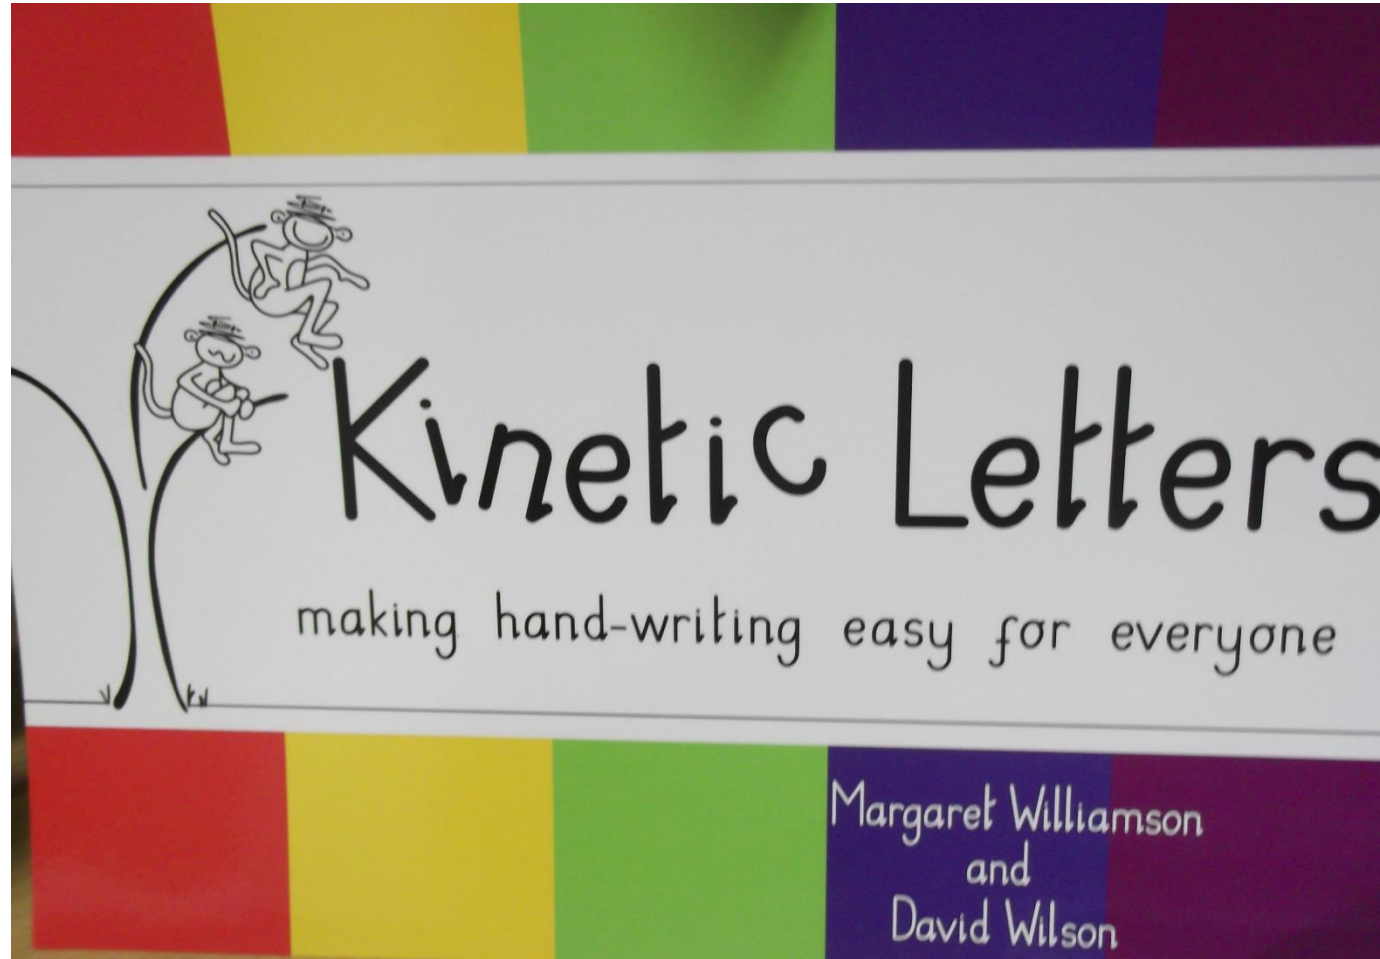 Kinetic Letters
making hand-writing easy for everyone
Margaret Williamson
and
David Wilson